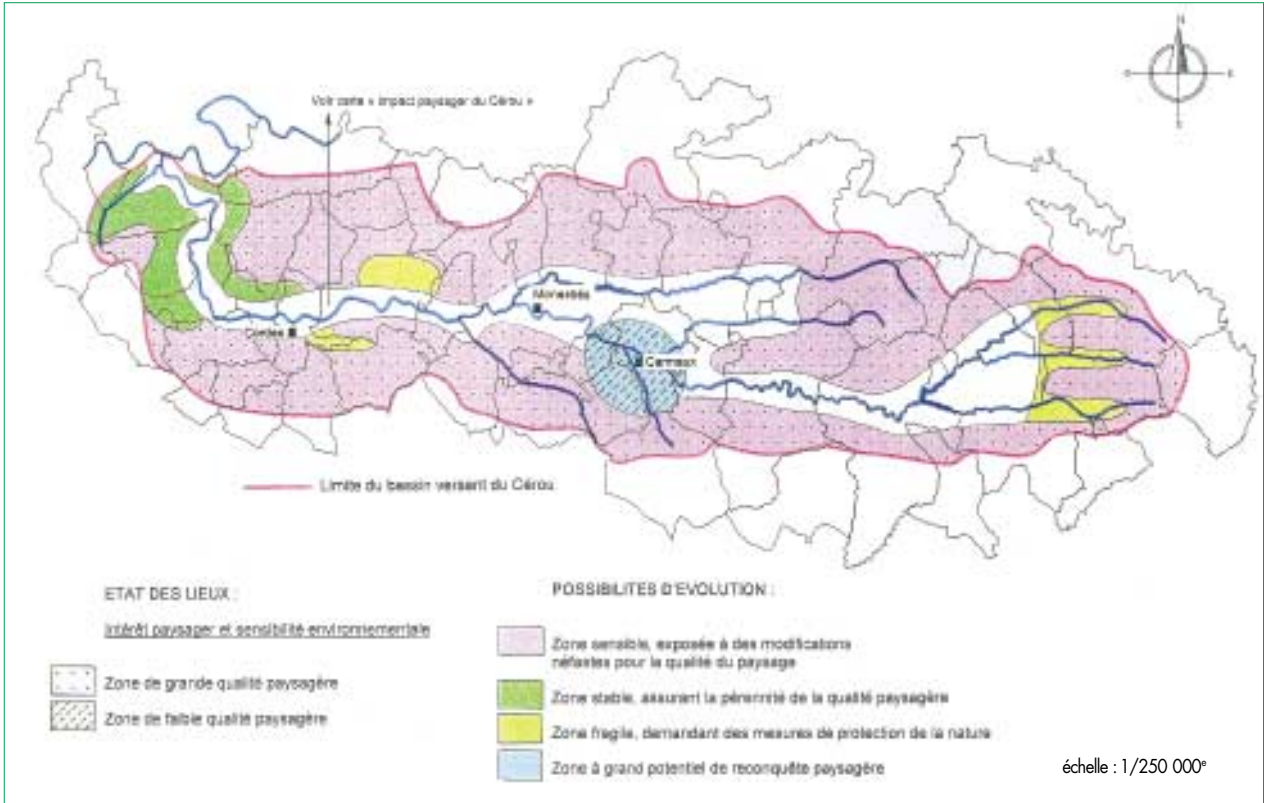 N
O
E
S
Voir carte « impact paysager du Cérou »
Monestiés
Cordes
Carmaux
Limite du bassin versant du Cérou
ETAT DES LIEUX :
Intérêt paysager et sensibilité environnementale
Zone de grande qualité paysagère
Zone de faible qualité paysagère
POSSIBILITES D'EVOLUTION :
Zone sensible, exposée à des modifications
néfastes pour la qualité du paysage
Zone stable, assurant la pérennité de la qualité paysagère
Zone fragile, demandant des mesures de protection de la nature
Zone à grand potentiel de reconquête paysagère
échelle : 1/250 000e